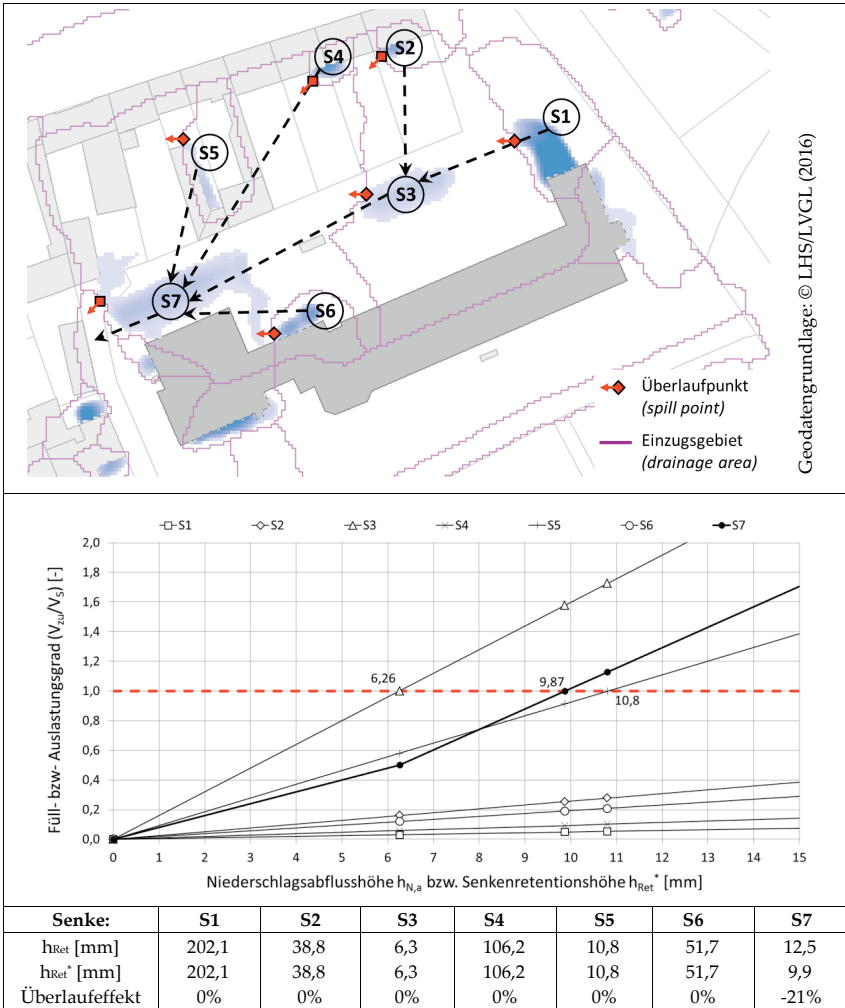 S4
S2
S1
S5
S3
S7
S6
Überlaufpunkt
(spill point)
Einzugsgebiet
(drainage area)
Geodatengrundlage: © LHS/LVGL (2016)
S1 S2 S3 S4 S5 S6 S7
Füll- bzw- Auslastungsgrad (Vzu/VS) [-]
2,0
1,8
1,6
1,4
1,2
1,0
0,8
0,6
0,4
0,2
0,0
6,26
9,87
10,8
0 1 2 3 4 5 6 7 8 9 10 11 12 13 14 15
Niederschlagsabflusshöhe hN,a bzw. Senkenretentionshöhe hRet* [mm]
Senke: S1 S2 S3 S4 S5 S6 S7
hRet [mm] 202,1 38,8 6,3 106,2 10,8 51,7 12,5
hRet* [mm] 202,1 38,8 6,3 106,2 10,8 51,7 9,9
Überlaufeffekt 0% 0% 0% 0% 0% 0% -21%